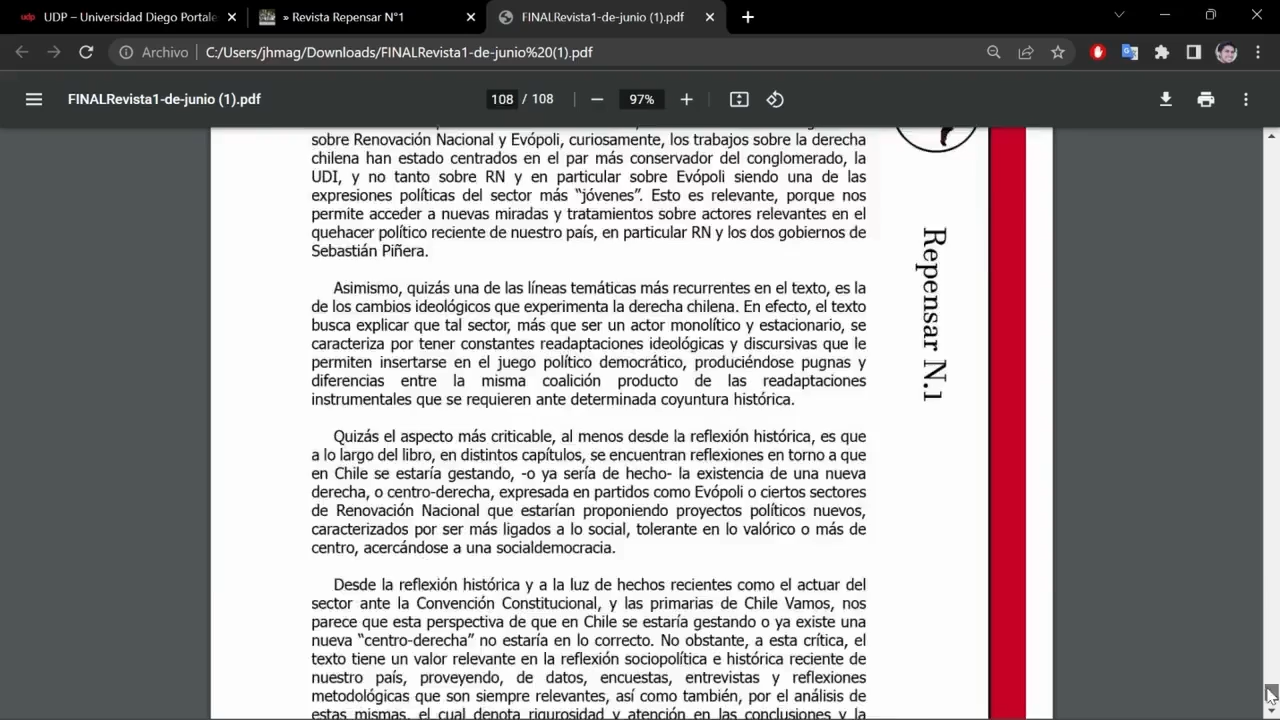 udp UDP – Universidad Diego Portale
» Revista Repensar N°1
FINALRevista1-de-junio (1).pdf
Archivo
C:/Users/jhmag/Downloads/FINALRevista1-de-junio%20(1).pdf
FINALRevista1-de-junio (1).pdf
108 / 108
97%
sobre Renovación Nacional y Evópoli, curiosamente, los trabajos sobre la derecha
chilena han estado centrados en el par más conservador del conglomerado, la
UDI, y no tanto sobre RN y en particular sobre Evópoli siendo una de las
expresiones políticas del sector más “jóvenes”. Esto es relevante, porque nos
permite acceder a nuevas miradas y tratamientos sobre actores relevantes en el
quehacer político reciente de nuestro país, en particular RN y los dos gobiernos de
Sebastián Piñera.
Asimismo, quizás una de las líneas temáticas más recurrentes en el texto, es la
de los cambios ideológicos que experimenta la derecha chilena. En efecto, el texto
busca explicar que tal sector, más que ser un actor monolítico y estacionario, se
caracteriza por tener constantes readaptaciones ideológicas y discursivas que le
permiten insertarse en el juego político democrático, produciéndose pugnas y
diferencias entre la misma coalición producto de las readaptaciones
instrumentales que se requieren ante determinada coyuntura histórica.
Quizás el aspecto más criticable, al menos desde la reflexión histórica, es que
a lo largo del libro, en distintos capítulos, se encuentran reflexiones en torno a que
en Chile se estaría gestando, -o ya sería de hecho- la existencia de una nueva
derecha, o centro-derecha, expresada en partidos como Evópoli o ciertos sectores
de Renovación Nacional que estarían proponiendo proyectos políticos nuevos,
caracterizados por ser más ligados a lo social, tolerante en lo valórico o más de
centro, acercándose a una socialdemocracia.
Desde la reflexión histórica y a la luz de hechos recientes como el actuar del
sector ante la Convención Constitucional, y las primarias de Chile Vamos, nos
parece que esta perspectiva de que en Chile se estaría gestando o ya existe una
nueva “centro-derecha” no estaría en lo correcto. No obstante, a esta crítica, el
texto tiene un valor relevante en la reflexión sociopolítica e histórica reciente de
nuestro país, proveyendo, de datos, encuestas, entrevistas y reflexiones
metodológicas que son siempre relevantes, así como también, por el análisis de
estas mismas, el cual denota rigurosidad y atención en las conclusiones y la
Repensar N.1